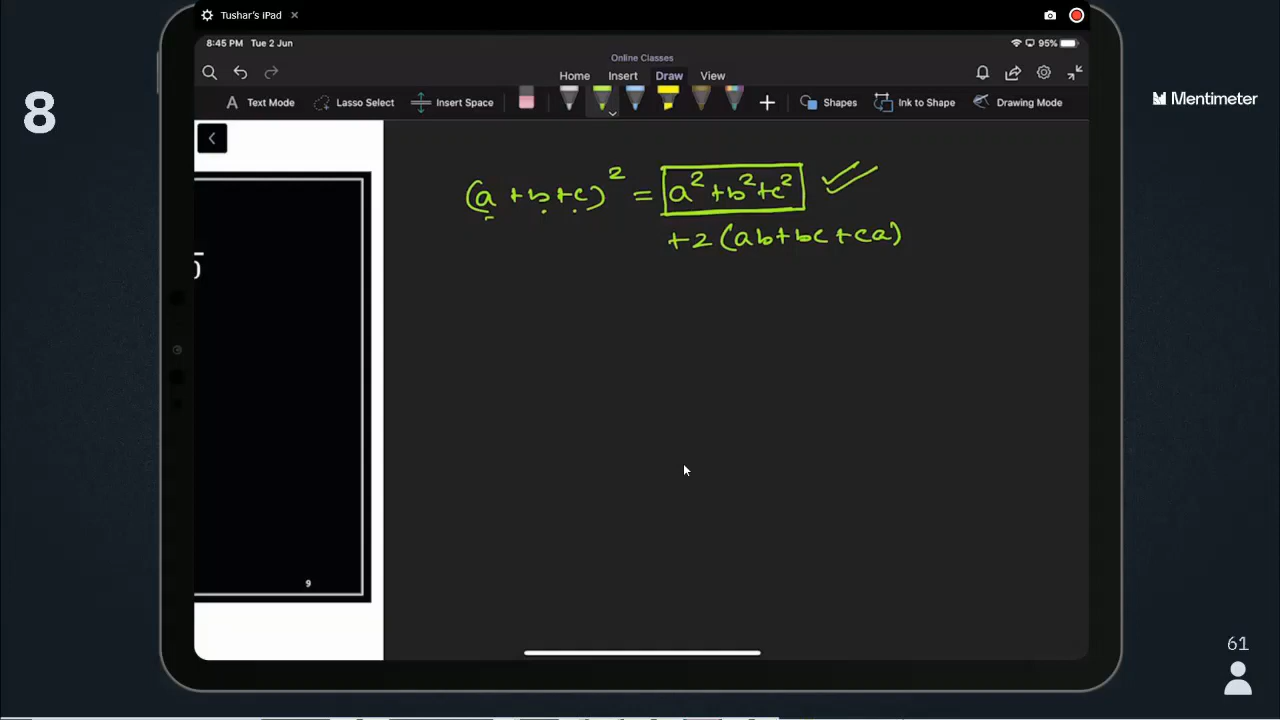 Tushar's iPad ×
8:45 PM Tue 2 Jun
95%
Online Classes
Home Insert Draw View
Text Mode Lasso Select Insert Space Shapes Ink to Shape Drawing Mode
8
Mentimeter
(a + b + c)² = a² + b² + c²
+ 2 (ab + bc + ca)
9
61